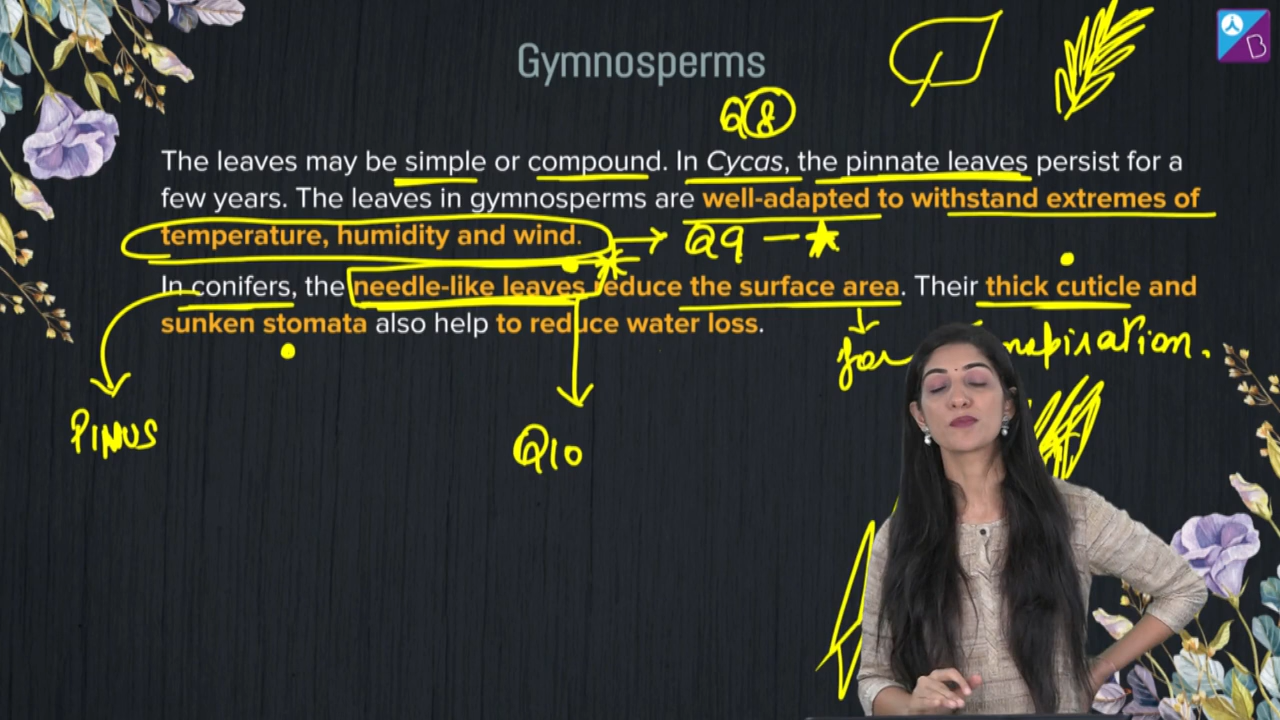 Gymnosperms
B
Q8
The leaves may be simple or compound. In Cycas, the pinnate leaves persist for a
few years. The leaves in gymnosperms are well-adapted to withstand extremes of
temperature, humidity and wind. → Q9 —
In conifers, the needle-like leaves reduce the surface area. Their thick cuticle and
sunken stomata also help to reduce water loss.
for
PINUS
Q10